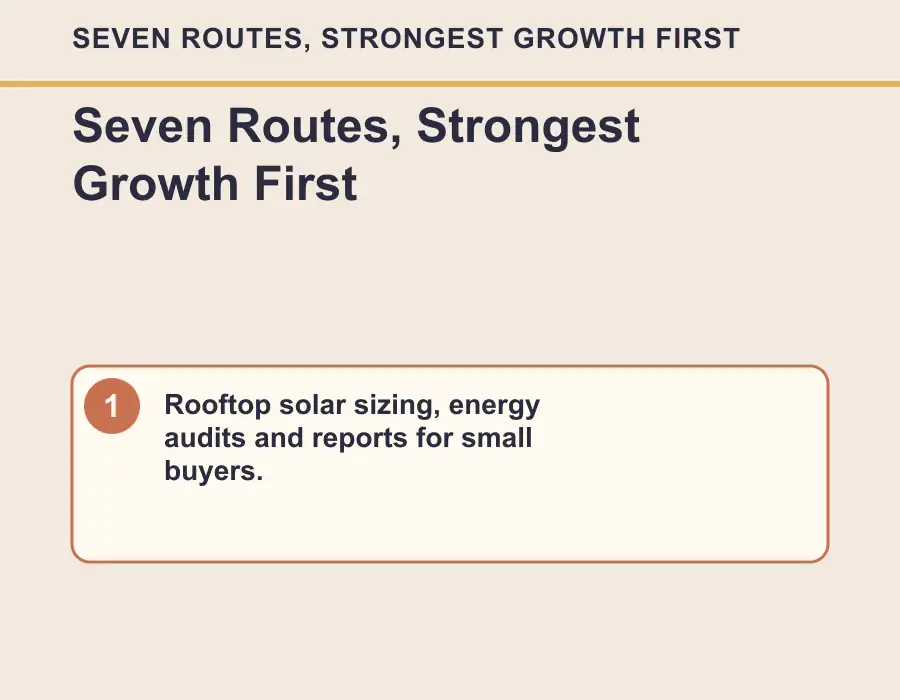 SEVEN ROUTES, STRONGEST GROWTH FIRST
Seven Routes, Strongest
Growth First
1
Rooftop solar sizing, energy
audits and reports for small
buyers.